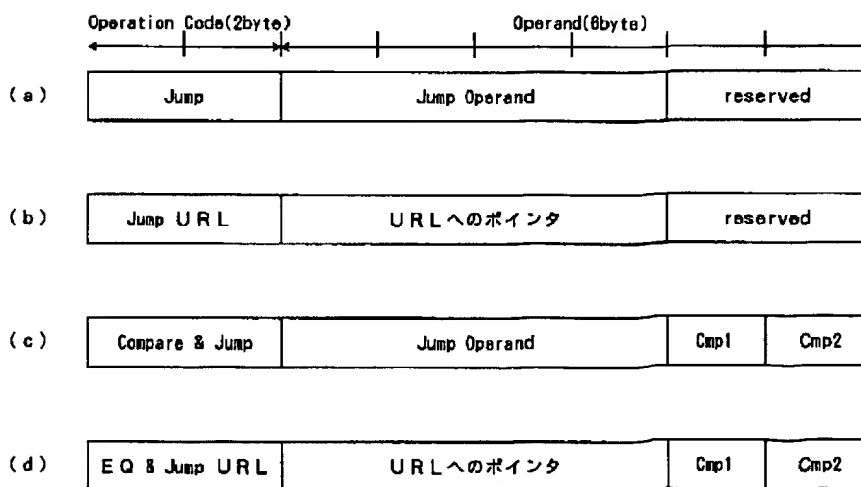 Operation Code(2byte) Operand(6byte)
(a) Jump Jump Operand reserved
(b) Jump URL URLへのポインタ reserved
(c) Compare & Jump Jump Operand Cmp1 Cmp2
(d) EQ & Jump URL URLへのポインタ Cmp1 Cmp2